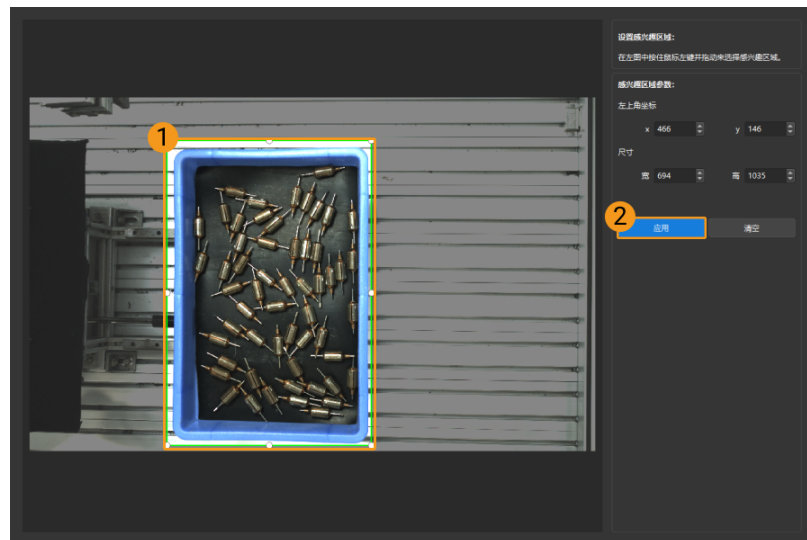 设置感兴趣区域:
在左图中按住鼠标左键并拖动来选择感兴趣区域。
感兴趣区域参数:
左上角坐标
x 466 y 146
尺寸
宽 694 高 1035
1
2
应用 清空